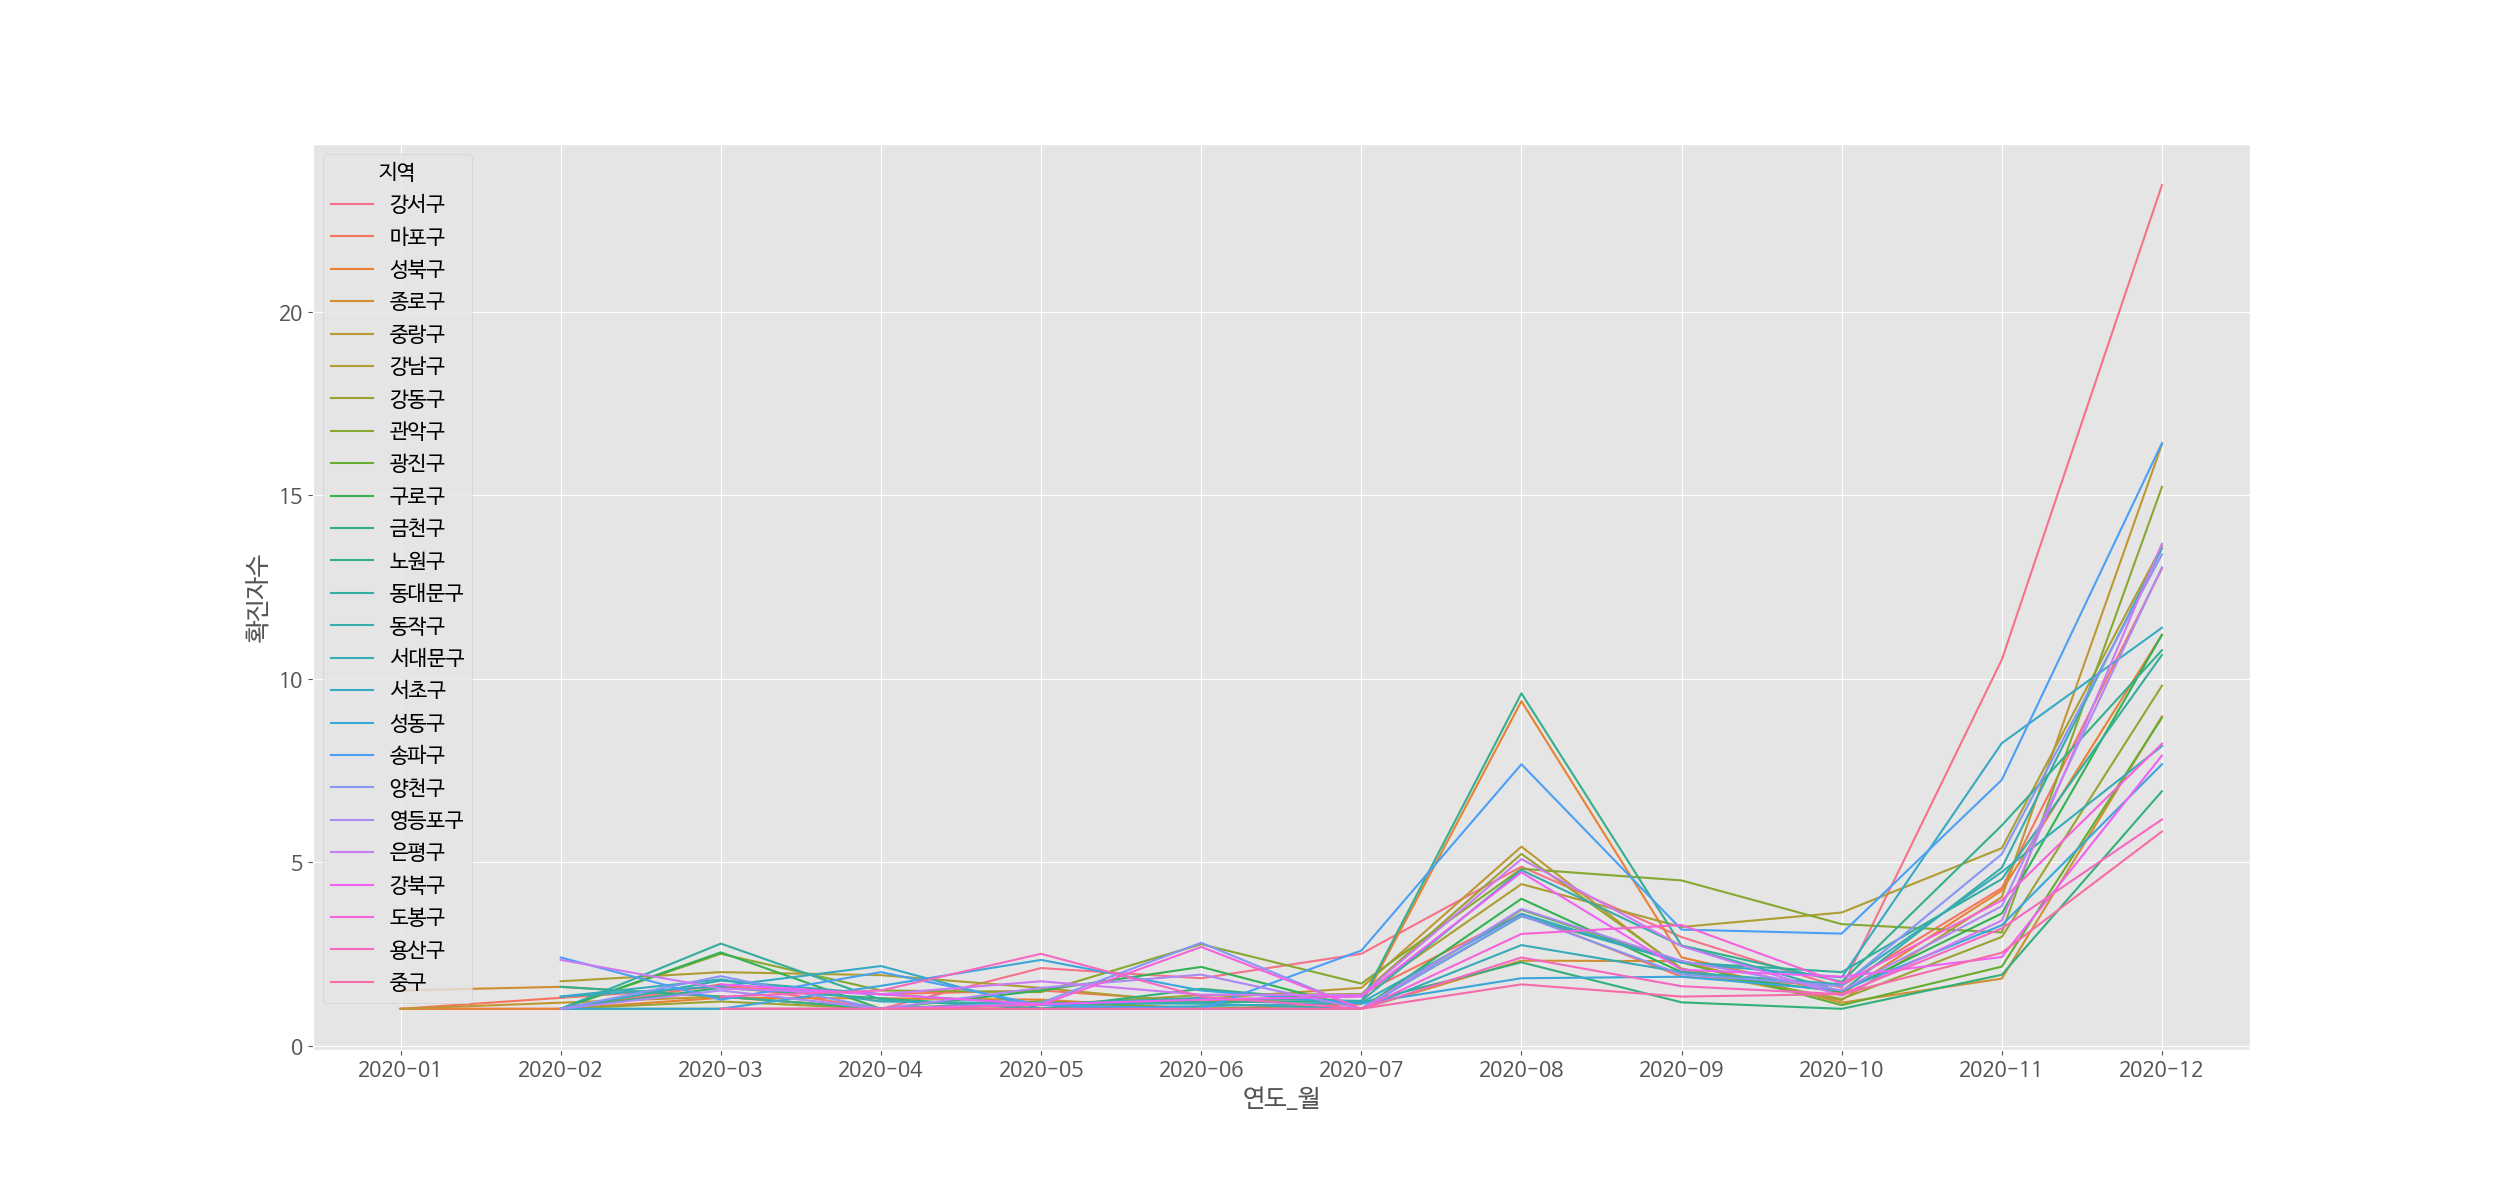 지역
강서구
마포구
성북구
종로구
중랑구
강남구
강동구
관악구
광진구
구로구
금천구
노원구
동대문구
동작구
서대문구
서초구
성동구
송파구
양천구
영등포구
은평구
강북구
도봉구
용산구
중구
확진자수
20
15
10
5
0
2020-01 2020-02 2020-03 2020-04 2020-05 2020-06 2020-07 2020-08 2020-09 2020-10 2020-11 2020-12
연도_월